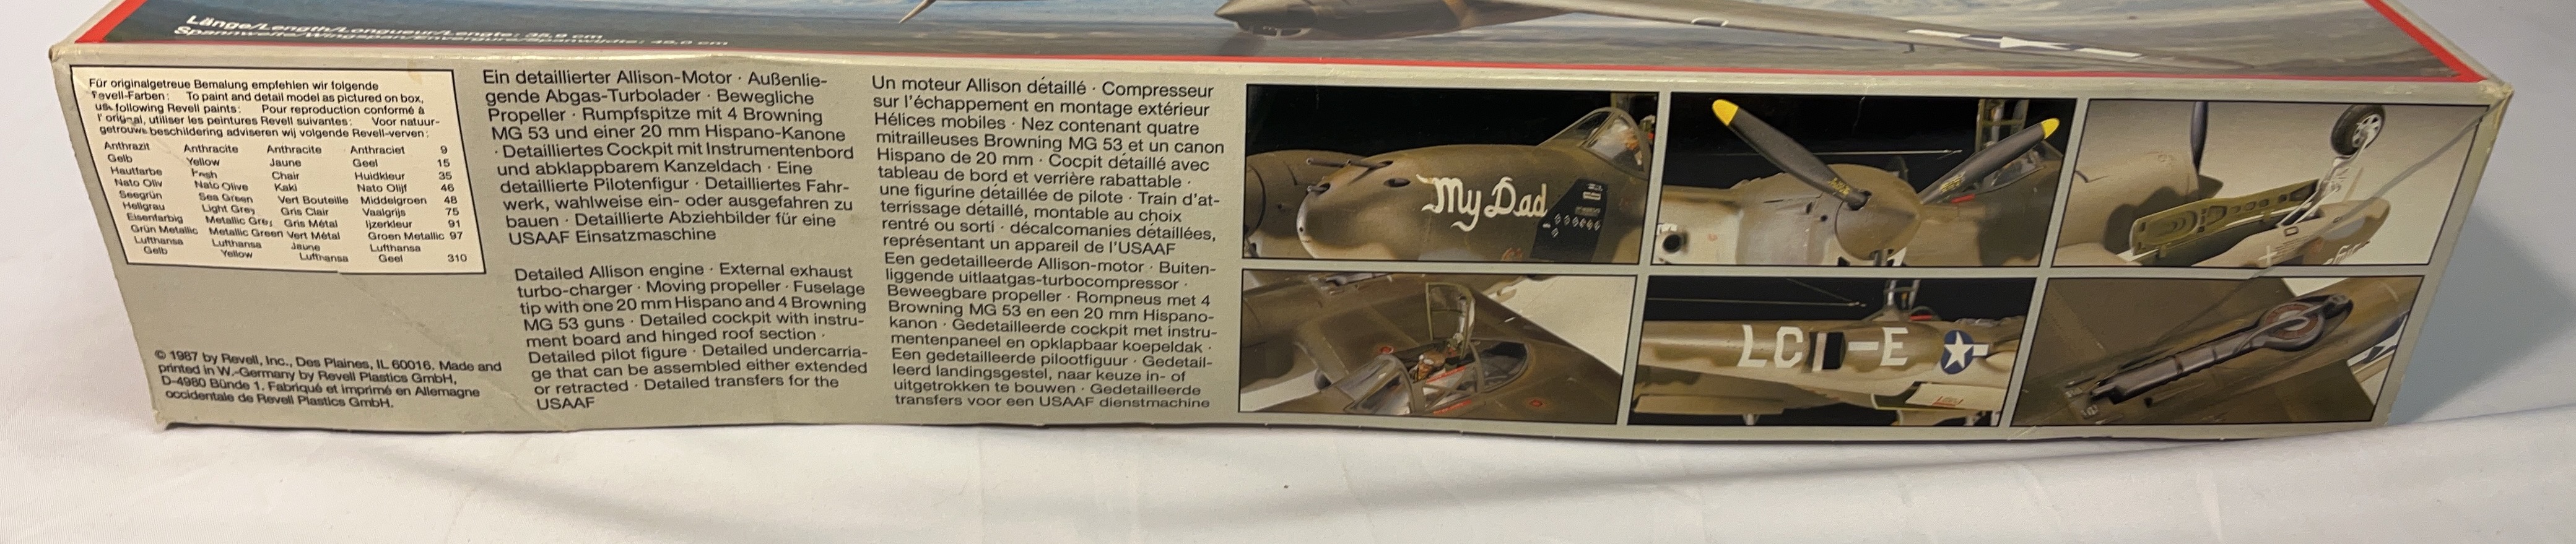 Länge/Length/Longueur/Lengte: 35,9 cm
Spannweite/Wingspan/Envergure/Spanwijdte: 48,0 cm
Für originalgetreue Bemalung empfehlen wir folgende
Revell-Farben: To paint and detail model as pictured on box,
use following Revell paints: Pour reproduction conformé à
l'original, utiliser les peintures Revell suivantes: Voor natuur-
getrouwe beschildering adviseren wij volgende Revell-verven:
Anthrazit Anthracite Anthracite Anthraciet 9
Gelb Yellow Jaune Geel 15
Hautfarbe Flesh Chair Huidkleur 35
Nato Oliv Nato Olive Kaki Nato Olijf 46
Seegrün Sea Green Vert Bouteille Middelgroen 48
Hellgrau Light Grey Gris Clair Vaalgrijs 75
Eisenfarbig Metallic Grey Gris Métal Ijzerkleur 91
Grün Metallic Metallic Green Vert Métal Groen Metallic 97
Lufthansa Lufthansa Jaune Lufthansa
Gelb Yellow Lufthansa Geel 310
© 1987 by Revell, Inc., Des Plaines, IL 60016. Made and
printed in W.-Germany by Revell Plastics GmbH,
D-4980 Bünde 1. Fabriqué et imprimé en Allemagne
occidentale de Revell Plastics GmbH.
Ein detaillierter Allison-Motor · Außenlie-
gende Abgas-Turbolader · Bewegliche
Propeller · Rumpfspitze mit 4 Browning
MG 53 und einer 20 mm Hispano-Kanone
· Detailliertes Cockpit mit Instrumentenbord
und abklappbarem Kanzeldach · Eine
detaillierte Pilotenfigur · Detailliertes Fahr-
werk, wahlweise ein- oder ausgefahren zu
bauen · Detaillierte Abziehbilder für eine
USAAF Einsatzmaschine
Detailed Allison engine · External exhaust
turbo-charger · Moving propeller · Fuselage
tip with one 20 mm Hispano and 4 Browning
MG 53 guns · Detailed cockpit with instru-
ment board and hinged roof section ·
Detailed pilot figure · Detailed undercarria-
ge that can be assembled either extended
or retracted · Detailed transfers for the
USAAF
Un moteur Allison détaillé · Compresseur
sur l'échappement en montage extérieur
Hélices mobiles · Nez contenant quatre
mitrailleuses Browning MG 53 et un canon
Hispano de 20 mm · Cocpit détaillé avec
tableau de bord et verrière rabattable ·
une figurine détaillée de pilote · Train d'at-
terrissage détaillé, montable au choix
rentré ou sorti · décalcomanies détaillées,
représentant un appareil de l'USAAF
Een gedetailleerde Allison-motor · Buiten-
liggende uitlaatgas-turbocompressor ·
Beweegbare propeller · Rompneus met 4
Browning MG 53 en een 20 mm Hispano-
kanon · Gedetailleerde cockpit met instru-
mentenpaneel en opklapbaar koepeldak ·
Een gedetailleerde pilootfiguur · Gedetail-
leerd landingsgestel, naar keuze in- of
uitgetrokken te bouwen · Gedetailleerde
transfers voor een USAAF dienstmachine
My Dad
LC -E